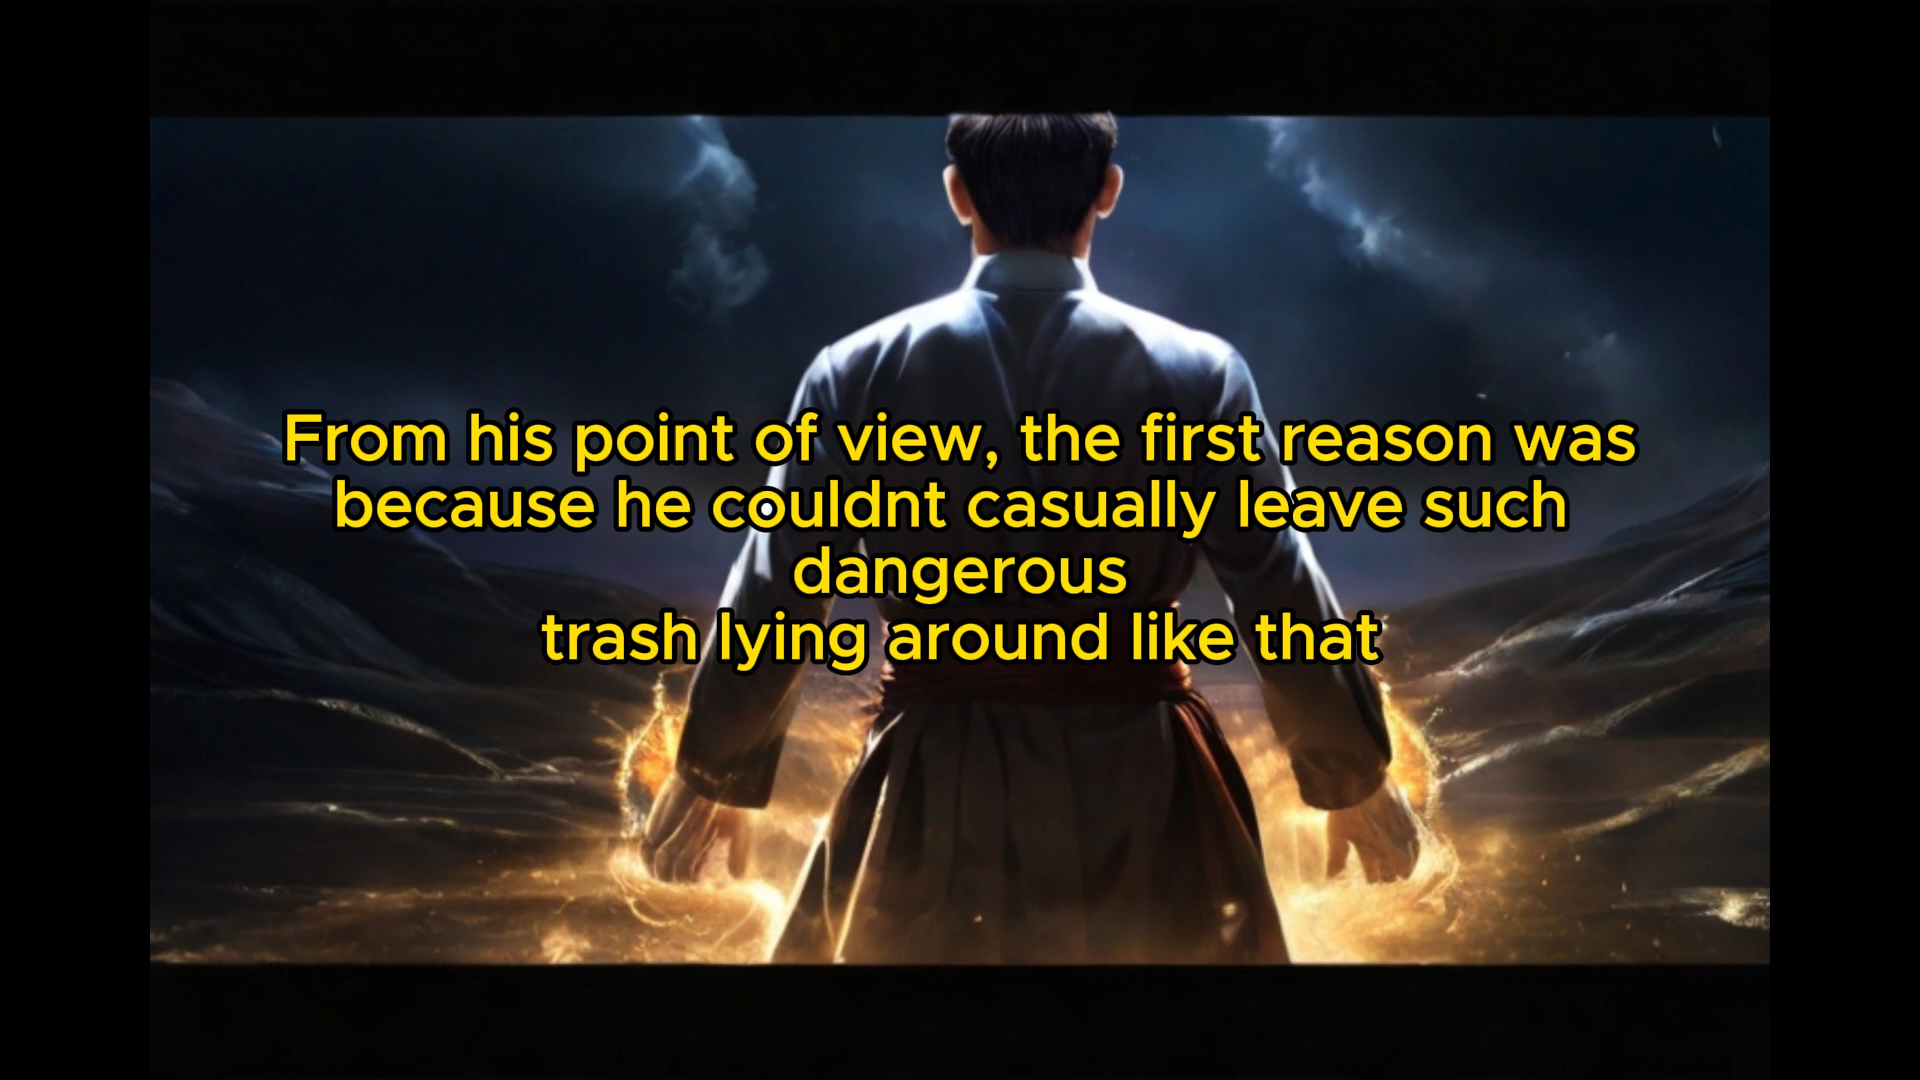 From his point of view, the first reason was
because he couldnt casually leave such
dangerous
trash lying around like that